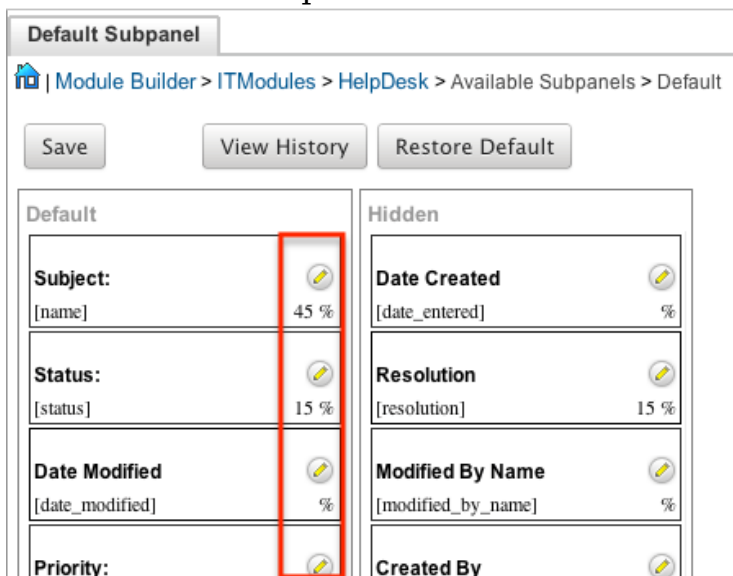 Default Subpanel
| Module Builder > ITModules > HelpDesk > Available Subpanels > Default
Save View History Restore Default
Default
Subject:
[name] 45 %
Status:
[status] 15 %
Date Modified
[date_modified] %
Priority:
Hidden
Date Created
[date_entered] %
Resolution
[resolution] 15 %
Modified By Name
[modified_by_name] %
Created By